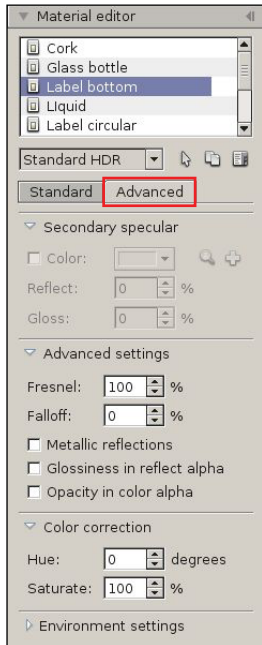 Material editor
Cork
Glass bottle
Label bottom
LIquid
Label circular
Standard HDR
Standard Advanced
Secondary specular
Color:
Reflect: 0 %
Gloss: 0 %
Advanced settings
Fresnel: 100 %
Falloff: 0 %
Metallic reflections
Glossiness in reflect alpha
Opacity in color alpha
Color correction
Hue: 0 degrees
Saturate: 100 %
Environment settings